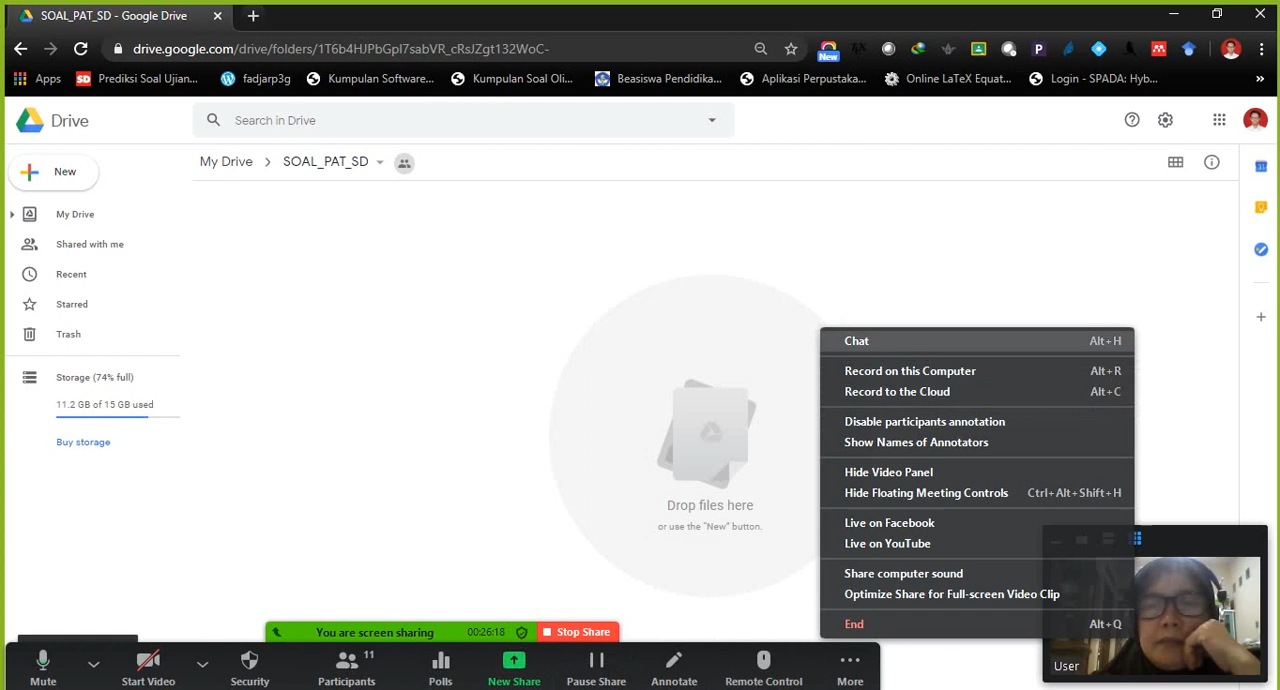 SOAL_PAT_SD - Google Drive
drive.google.com/drive/folders/1T6b4HJPbGpI7sabVR_cRsJZgt132WoC-
New
Apps
SD Prediksi Soal Ujian...
fadjarp3g
Kumpulan Software...
Kumpulan Soal Oli...
Beasiswa Pendidika...
Aplikasi Perpustaka...
Online LaTeX Equat...
Login - SPADA: Hyb...
Drive
Search in Drive
New
My Drive > SOAL_PAT_SD
My Drive
Shared with me
Recent
Starred
Trash
Storage (74% full)
11.2 GB of 15 GB used
Buy storage
Drop files here
or use the "New" button.
Chat Alt+H
Record on this Computer Alt+R
Record to the Cloud Alt+C
Disable participants annotation
Show Names of Annotators
Hide Video Panel
Hide Floating Meeting Controls Ctrl+Alt+Shift+H
Live on Facebook
Live on YouTube
Share computer sound
Optimize Share for Full-screen Video Clip
End Alt+Q
User
You are screen sharing 00:26:18 Stop Share
Mute
Start Video
Security
Participants 11
Polls
New Share
Pause Share
Annotate
Remote Control
More